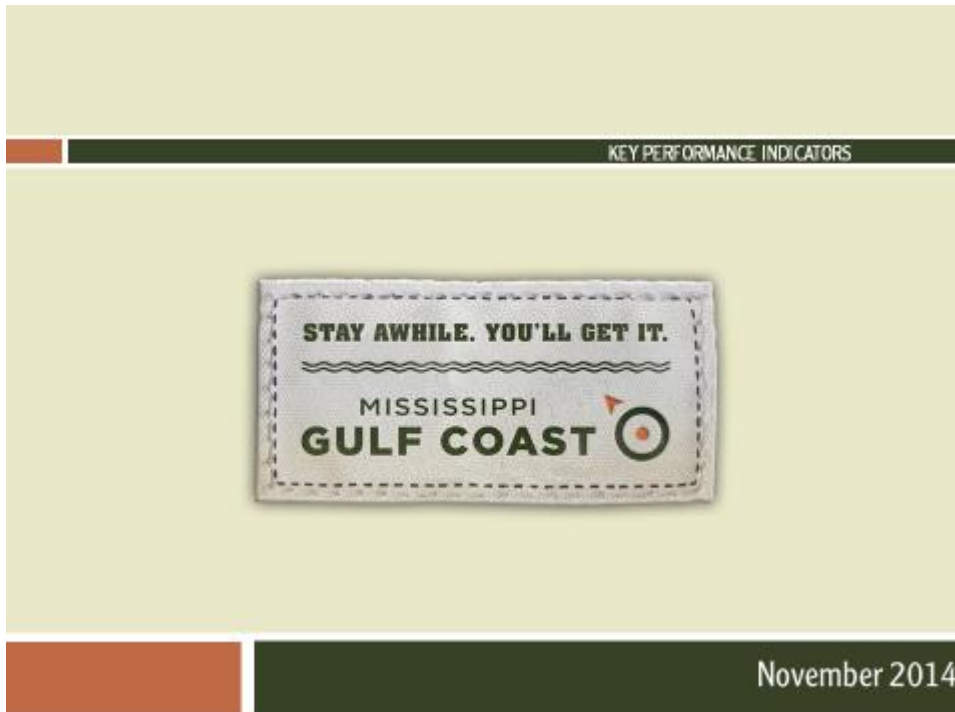 KEY PERFORMANCE INDICATORS
STAY AWHILE. YOU'LL GET IT.
MISSISSIPPI
GULF COAST
November 2014